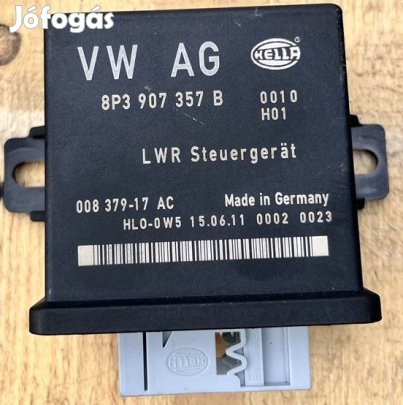 Jófogás
VW AG HELLA
8P3 907 357 B 0010
H01
LWR Steuergerät
008 379-17 AC Made in Germany
HLO-0W5 15.06.11 0002 0023
HELLA